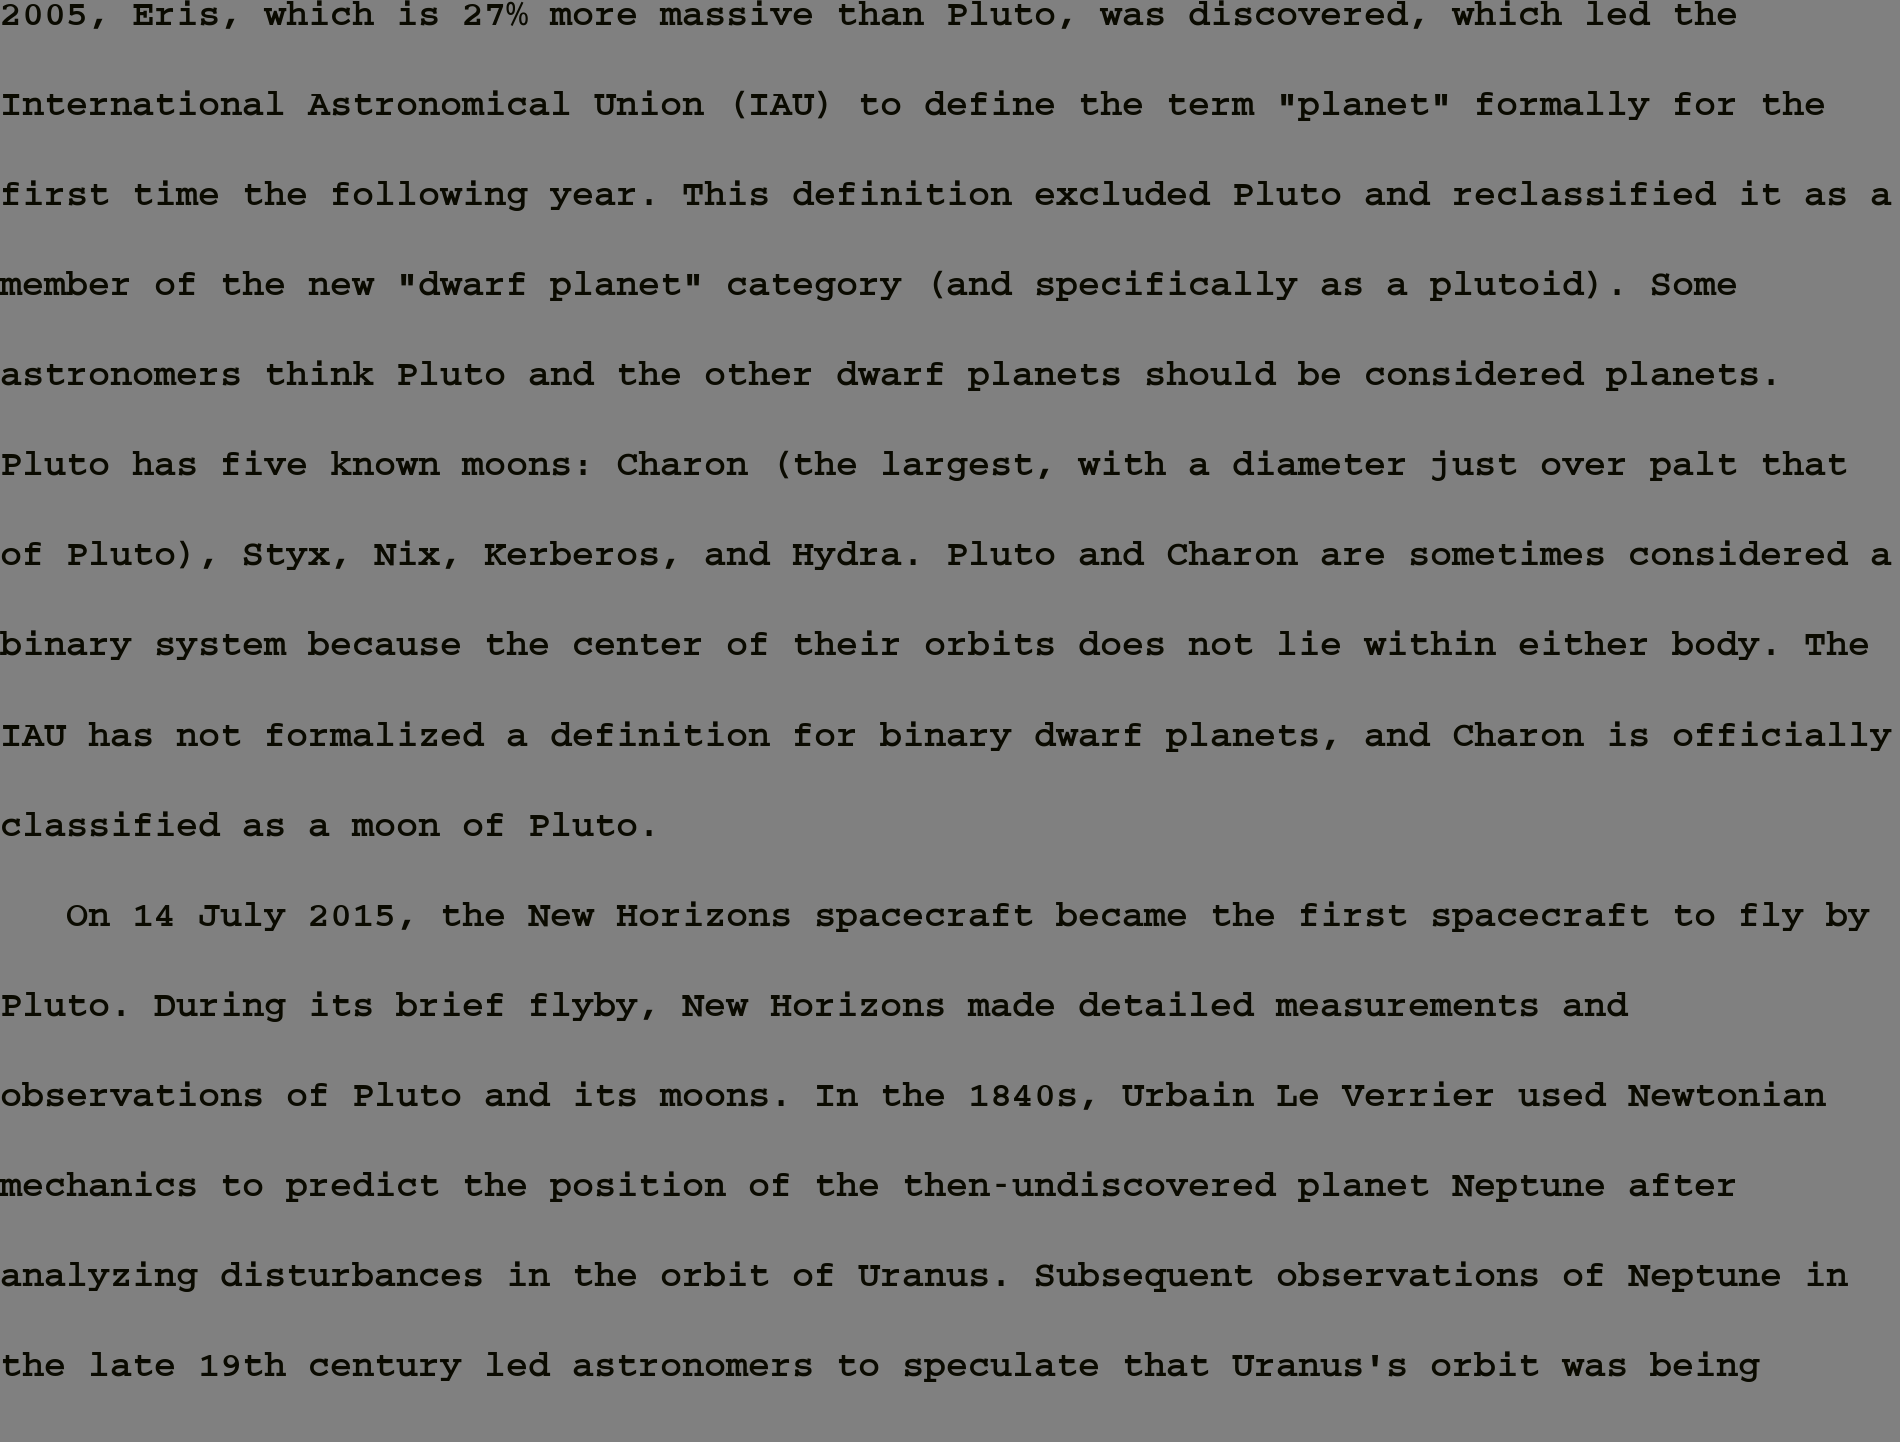 2005, Eris, which is 27% more massive than Pluto, was discovered, which led the
International Astronomical Union (IAU) to define the term "planet" formally for the
first time the following year. This definition excluded Pluto and reclassified it as a
member of the new "dwarf planet" category (and specifically as a plutoid). Some
astronomers think Pluto and the other dwarf planets should be considered planets.
Pluto has five known moons: Charon (the largest, with a diameter just over palt that
of Pluto), Styx, Nix, Kerberos, and Hydra. Pluto and Charon are sometimes considered a
binary system because the center of their orbits does not lie within either body. The
IAU has not formalized a definition for binary dwarf planets, and Charon is officially
classified as a moon of Pluto.
On 14 July 2015, the New Horizons spacecraft became the first spacecraft to fly by
Pluto. During its brief flyby, New Horizons made detailed measurements and
observations of Pluto and its moons. In the 1840s, Urbain Le Verrier used Newtonian
mechanics to predict the position of the then-undiscovered planet Neptune after
analyzing disturbances in the orbit of Uranus. Subsequent observations of Neptune in
the late 19th century led astronomers to speculate that Uranus's orbit was being